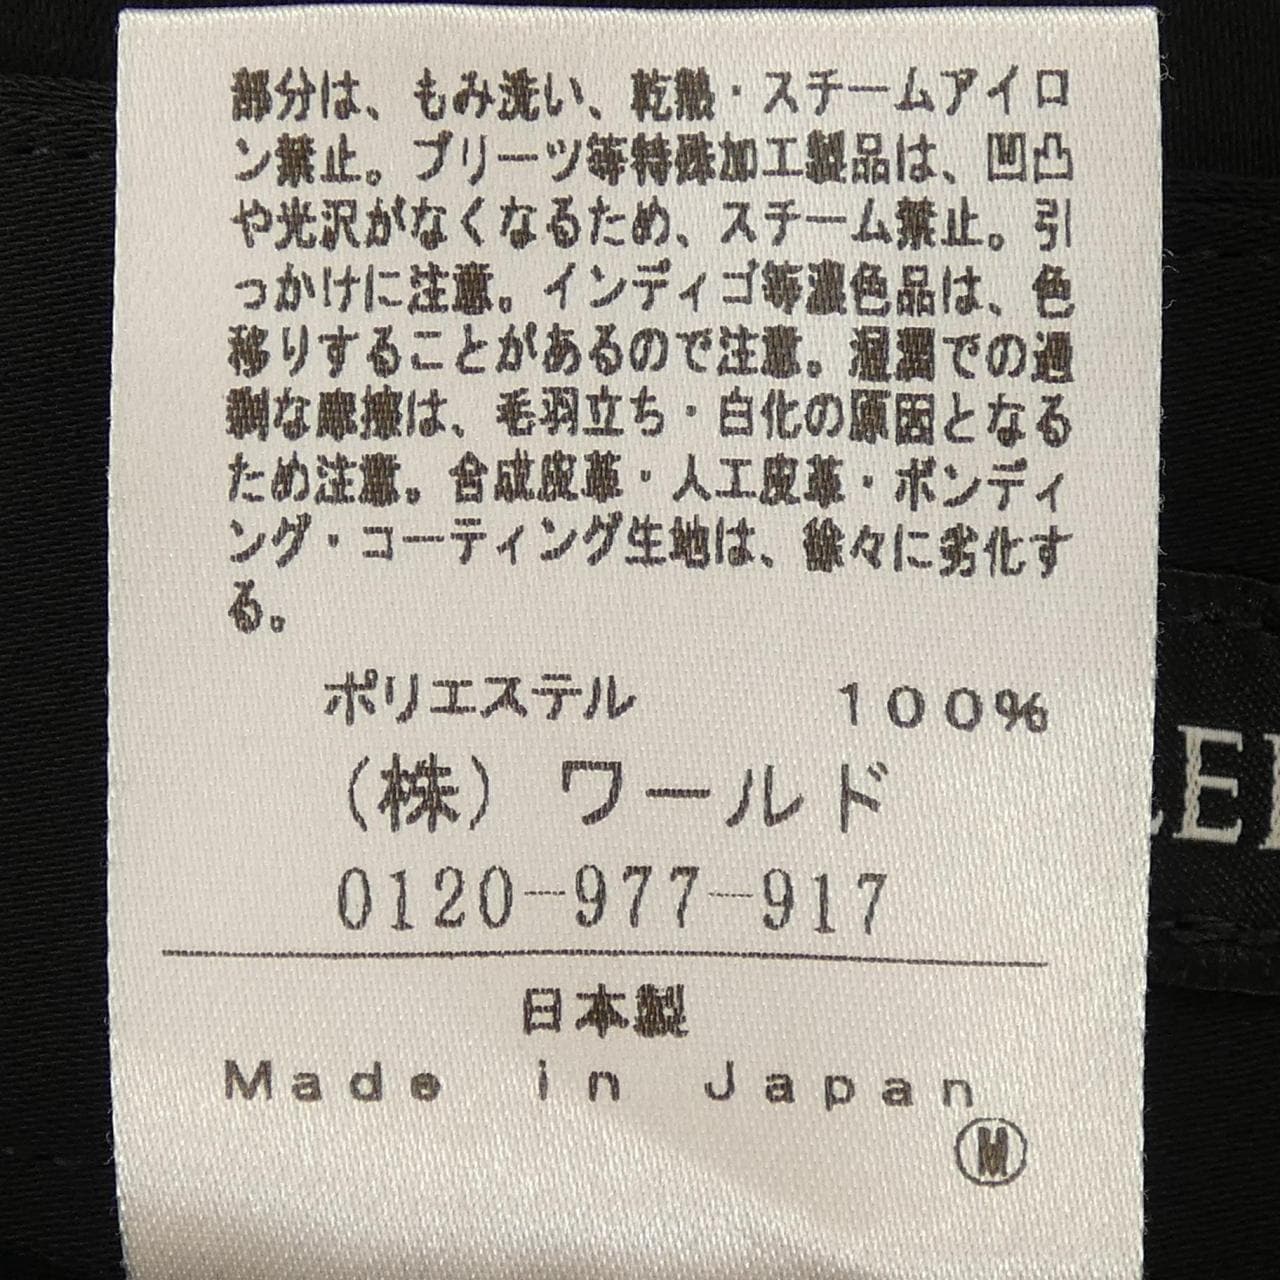 部分は、もみ洗い、乾熱・スチームアイロ
ン禁止。プリーツ等特殊加工製品は、凹凸
や光沢がなくなるため、スチーム禁止。引
っかけに注意。インディゴ等濃色品は、色
移りすることがあるので注意。湿潤での過
剰な摩擦は、毛羽立ち・白化の原因となる
ため注意。合成皮革・人工皮革・ボンディ
ング・コーティング生地は、徐々に劣化す
る。
ポリエステル 100%
(株)ワールド
0120-977-917
日本製
Made in Japan
M